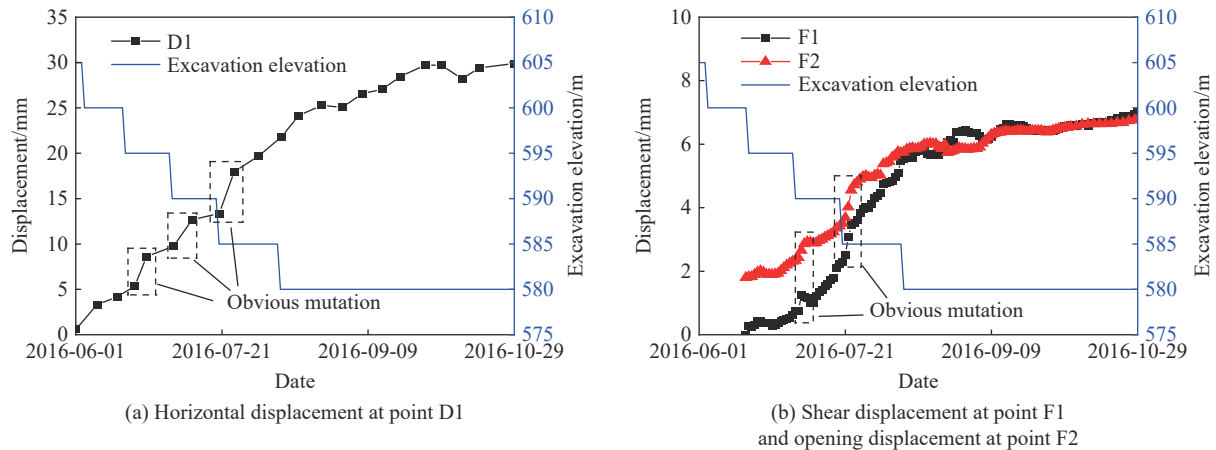 35
30
25
20
15
10
5
0
Displacement/mm
D1
Excavation elevation
Obvious mutation
610
605
600
595
590
585
580
575
Excavation elevation/m
2016-06-01
2016-07-21
2016-09-09
2016-10-29
Date
(a) Horizontal displacement at point D1
10
8
6
4
2
0
Displacement/mm
F1
F2
Excavation elevation
Obvious mutation
610
605
600
595
590
585
580
575
Excavation elevation/m
2016-06-01
2016-07-21
2016-09-09
2016-10-29
Date
(b) Shear displacement at point F1
and opening displacement at point F2